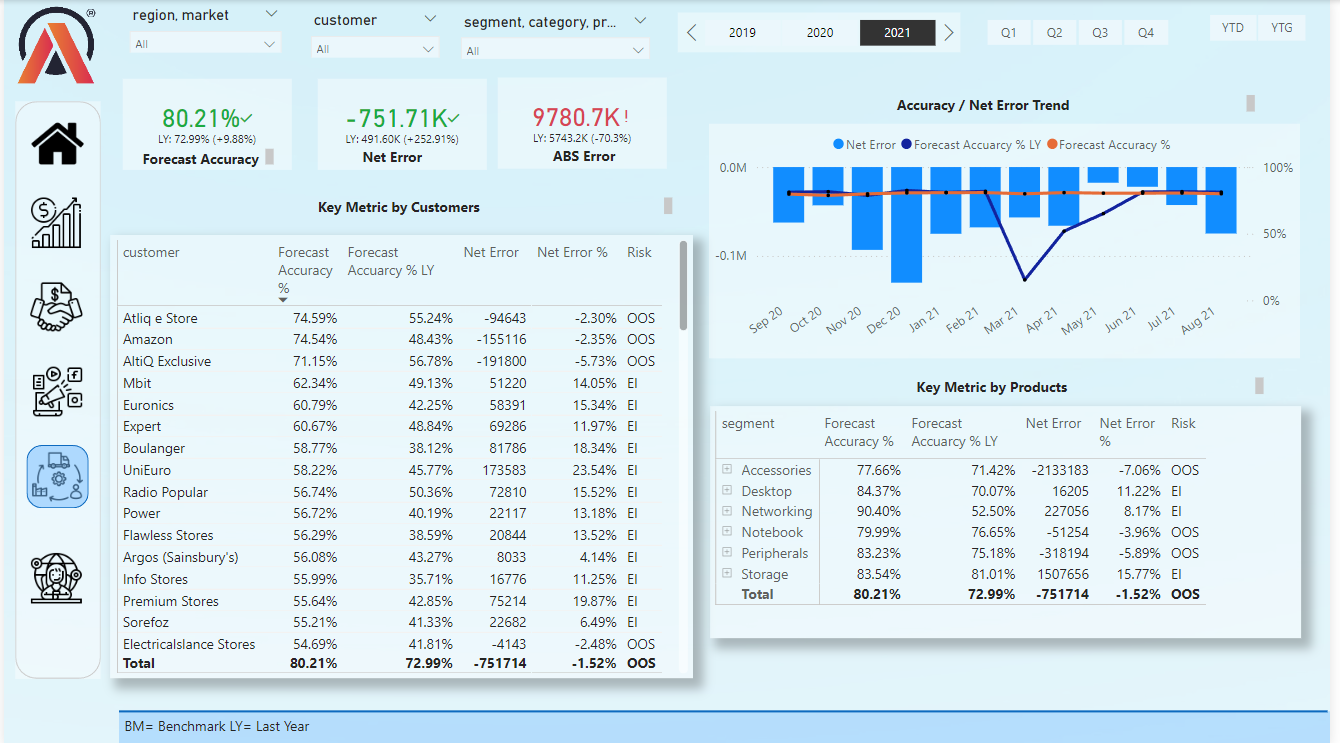 region, market
customer
segment, category, pr...
All
All
All
2019 2020 2021
Q1 Q2 Q3 Q4
YTD YTG
80.21%
LY: 72.99% (+9.88%)
Forecast Accuracy
-751.71K
LY: 491.60K (+252.91%)
Net Error
9780.7K!
LY: 5743.2K (-70.3%)
ABS Error
Accuracy / Net Error Trend
Net Error Forecast Accuarcy % LY Forecast Accuracy %
0.0M
-0.1M
100%
50%
0%
Sep 20 Oct 20 Nov 20 Dec 20 Jan 21 Feb 21 Mar 21 Apr 21 May 21 Jun 21 Jul 21 Aug 21
Key Metric by Customers
customer Forecast Accuracy % Forecast Accuarcy % LY Net Error Net Error % Risk
Atliq e Store 74.59% 55.24% -94643 -2.30% OOS
Amazon 74.54% 48.43% -155116 -2.35% OOS
AltiQ Exclusive 71.15% 56.78% -191800 -5.73% OOS
Mbit 62.34% 49.13% 51220 14.05% EI
Euronics 60.79% 42.25% 58391 15.34% EI
Expert 60.67% 48.84% 69286 11.97% EI
Boulanger 58.77% 38.12% 81786 18.34% EI
UniEuro 58.22% 45.77% 173583 23.54% EI
Radio Popular 56.74% 50.36% 72810 15.52% EI
Power 56.72% 40.19% 22117 13.18% EI
Flawless Stores 56.29% 38.59% 20844 13.52% EI
Argos (Sainsbury's) 56.08% 43.27% 8033 4.14% EI
Info Stores 55.99% 35.71% 16776 11.25% EI
Premium Stores 55.64% 42.85% 75214 19.87% EI
Sorefoz 55.21% 41.33% 22682 6.49% EI
Electricalslance Stores 54.69% 41.81% -4143 -2.48% OOS
Total 80.21% 72.99% -751714 -1.52% OOS
Key Metric by Products
segment Forecast Accuracy % Forecast Accuarcy % LY Net Error Net Error % Risk
Accessories 77.66% 71.42% -2133183 -7.06% OOS
Desktop 84.37% 70.07% 16205 11.22% EI
Networking 90.40% 52.50% 227056 8.17% EI
Notebook 79.99% 76.65% -51254 -3.96% OOS
Peripherals 83.23% 75.18% -318194 -5.89% OOS
Storage 83.54% 81.01% 1507656 15.77% EI
Total 80.21% 72.99% -751714 -1.52% OOS
BM= Benchmark LY= Last Year